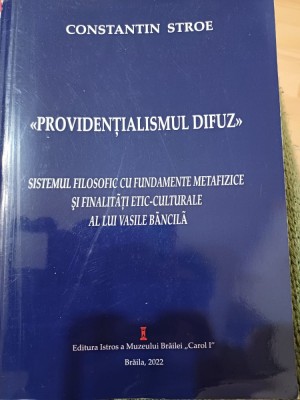 CONSTANTIN STROE
«PROVIDENȚIALISMUL DIFUZ»
SISTEMUL FILOSOFIC CU FUNDAMENTE METAFIZICE
ȘI FINALITĂȚI ETIC-CULTURALE
AL LUI VASILE BĂNCILĂ
Editura Istros a Muzeului Brăilei „Carol I”
Brăila, 2022